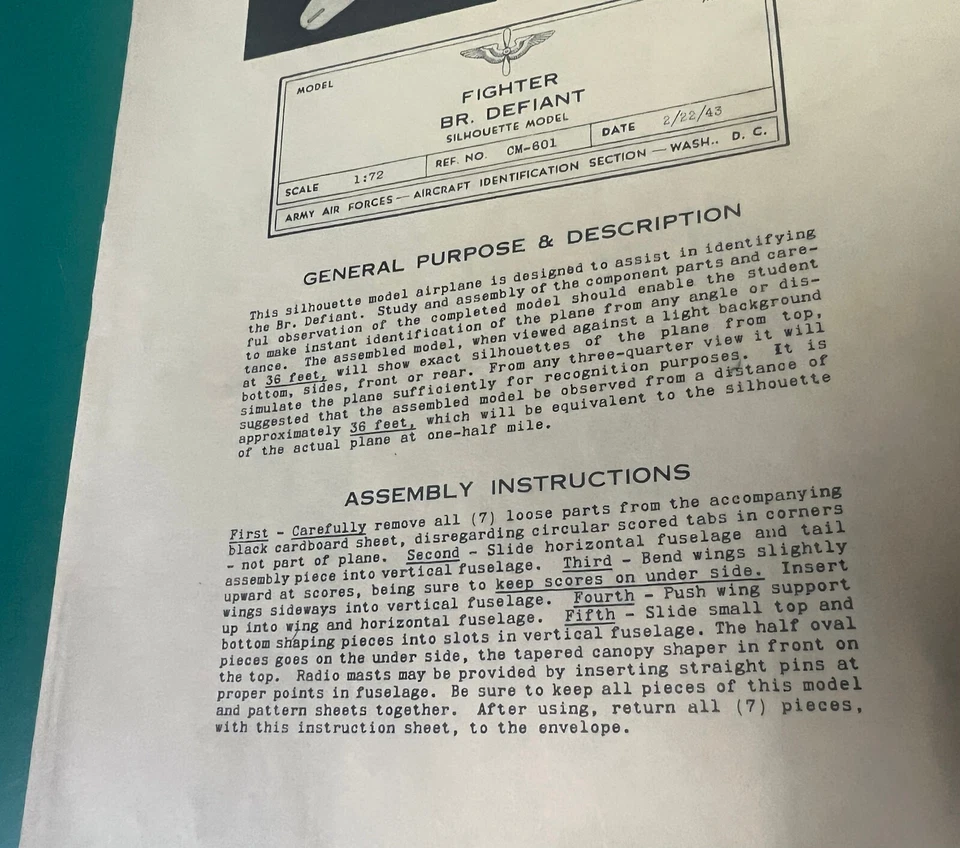 MODEL
FIGHTER
BR. DEFIANT
SILHOUETTE MODEL
SCALE 1:72 REF. NO. CM-601 DATE 2/22/43
ARMY AIR FORCES — AIRCRAFT IDENTIFICATION SECTION — WASH.. D. C.
GENERAL PURPOSE & DESCRIPTION
This silhouette model airplane is designed to assist in identifying
the Br. Defiant. Study and assembly of the component parts and care-
ful observation of the completed model should enable the student
to make instant identification of the plane from any angle or dis-
tance. The assembled model, when viewed against a light background
at 36 feet, will show exact silhouettes of the plane from top,
bottom, sides, front or rear. From any three-quarter view it will
simulate the plane sufficiently for recognition purposes. It is
suggested that the assembled model be observed from a distance of
approximately 36 feet, which will be equivalent to the silhouette
of the actual plane at one-half mile.
ASSEMBLY INSTRUCTIONS
First - Carefully remove all (7) loose parts from the accompanying
black cardboard sheet, disregarding circular scored tabs in corners
- not part of plane. Second - Slide horizontal fuselage and tail
assembly piece into vertical fuselage. Third - Bend wings slightly
upward at scores, being sure to keep scores on under side. Insert
wings sideways into vertical fuselage. Fourth - Push wing support
up into wing and horizontal fuselage. Fifth - Slide small top and
bottom shaping pieces into slots in vertical fuselage. The half oval
pieces goes on the under side, the tapered canopy shaper in front on
the top. Radio masts may be provided by inserting straight pins at
proper points in fuselage. Be sure to keep all pieces of this model
and pattern sheets together. After using, return all (7) pieces,
with this instruction sheet, to the envelope.